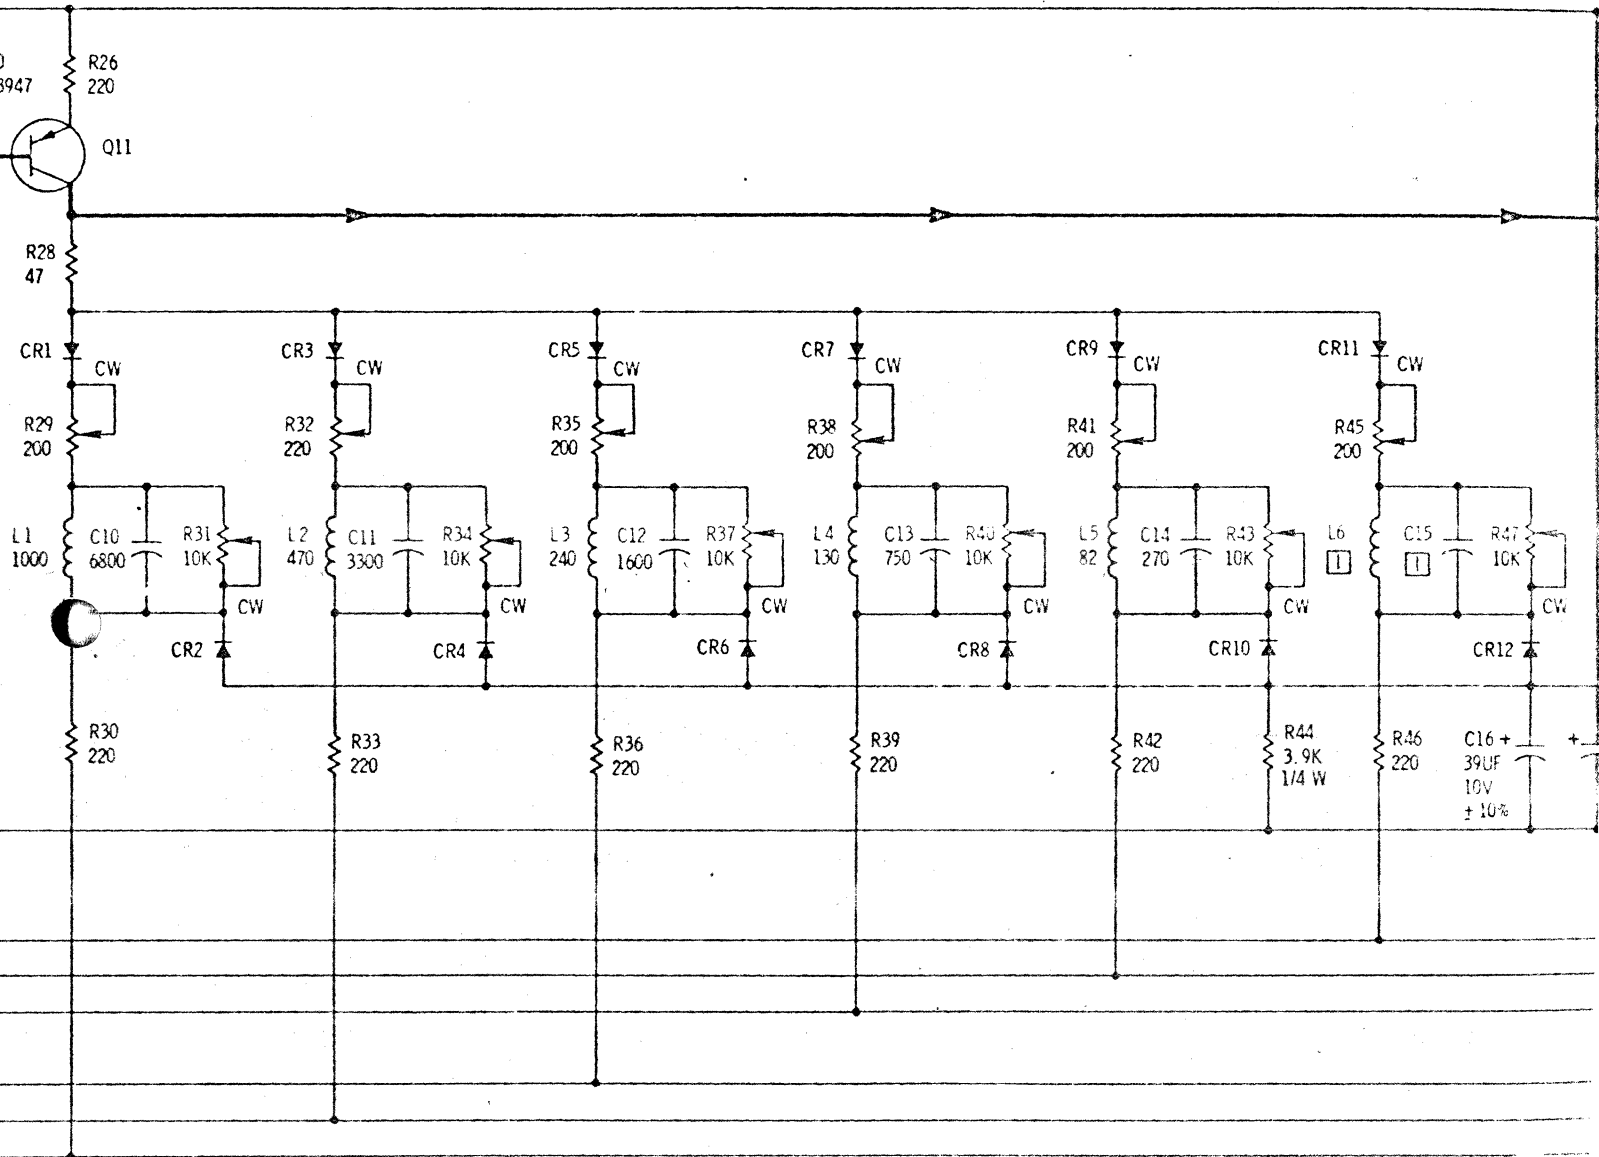 3947
R26
220
Q11
R28
47
CR1
CW
CR3
CW
CR5
CW
CR7
CW
CR9
CW
CR11
CW
R29
200
R32
220
R35
200
R38
200
R41
200
R45
200
L1
1000
C10
6800
R31
10K
L2
470
C11
3300
R34
10K
L3
240
C12
1600
R37
10K
L4
130
C13
750
R40
10K
L5
82
C14
270
R43
10K
L6
1
C15
1
R47
10K
CW
CW
CW
CW
CW
CW
CR2
CR4
CR6
CR8
CR10
CR12
R30
220
R33
220
R36
220
R39
220
R42
220
R44
3.9K
1/4 W
R46
220
C16 +
39UF
10V
± 10%
+